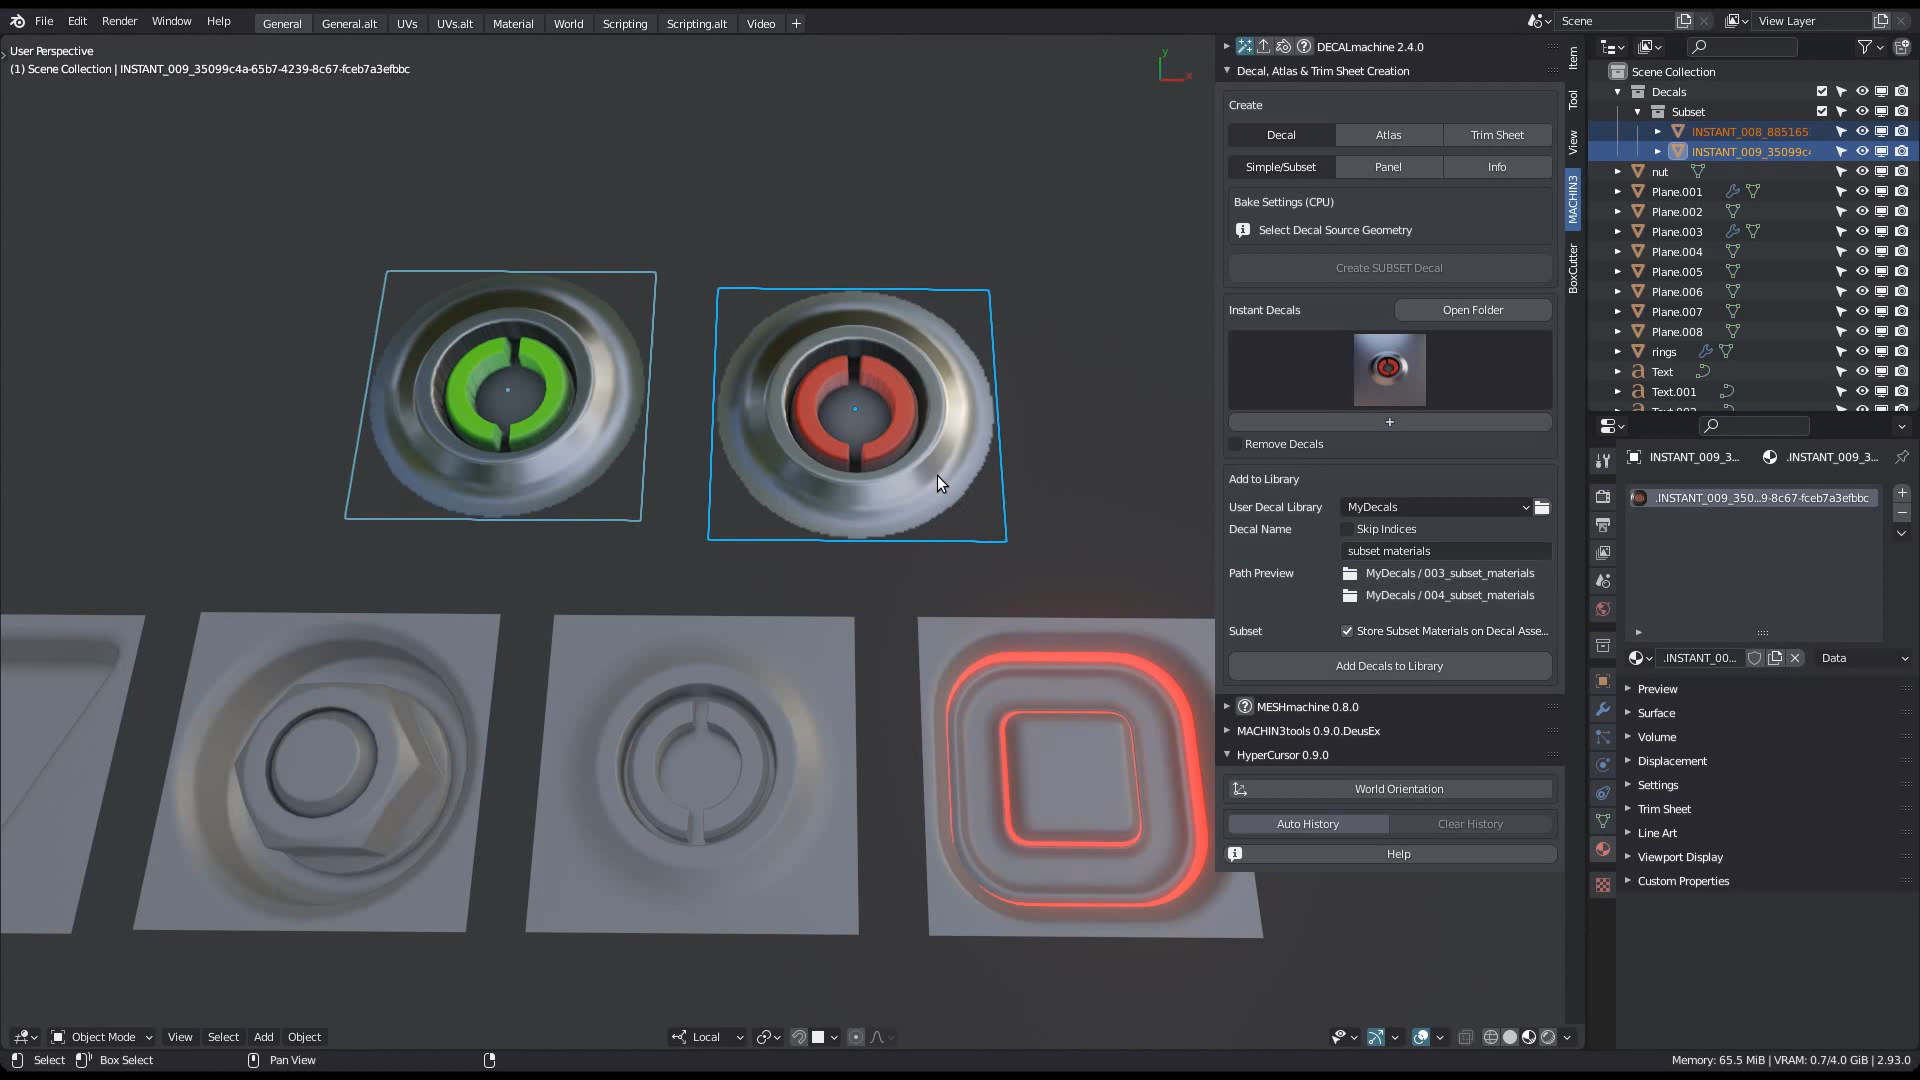 File Edit Render Window Help General General.alt UVs UVs.alt Material World Scripting Scripting.alt Video + Scene View Layer
User Perspective
(1) Scene Collection | INSTANT_009_35099c4a-65b7-4239-8c67-fceb7a3efbbc
y
x
DECALmachine 2.4.0
Decal, Atlas & Trim Sheet Creation
Create
Decal Atlas Trim Sheet
Simple/Subset Panel Info
Bake Settings (CPU)
Select Decal Source Geometry
Create SUBSET Decal
Instant Decals Open Folder
+
Remove Decals
Add to Library
User Decal Library MyDecals
Decal Name Skip Indices
subset materials
Path Preview MyDecals / 003_subset_materials
MyDecals / 004_subset_materials
Subset Store Subset Materials on Decal Asse...
Add Decals to Library
MESHmachine 0.8.0
MACHIN3tools 0.9.0.DeusEx
HyperCursor 0.9.0
World Orientation
Auto History Clear History
Help
Item
Tool
View
MACHIN3
BoxCutter
Scene Collection
Decals
Subset
INSTANT_008_885165
INSTANT_009_35099c4
nut
Plane.001
Plane.002
Plane.003
Plane.004
Plane.005
Plane.006
Plane.007
Plane.008
rings
Text
Text.001
INSTANT_009_3... .INSTANT_009_3...
.INSTANT_009_350...9-8c67-fceb7a3efbbc
.INSTANT_00... Data
Preview
Surface
Volume
Displacement
Settings
Trim Sheet
Line Art
Viewport Display
Custom Properties
Object Mode View Select Add Object Local
Select Box Select Pan View Memory: 65.5 MiB | VRAM: 0.7/4.0 GiB | 2.93.0